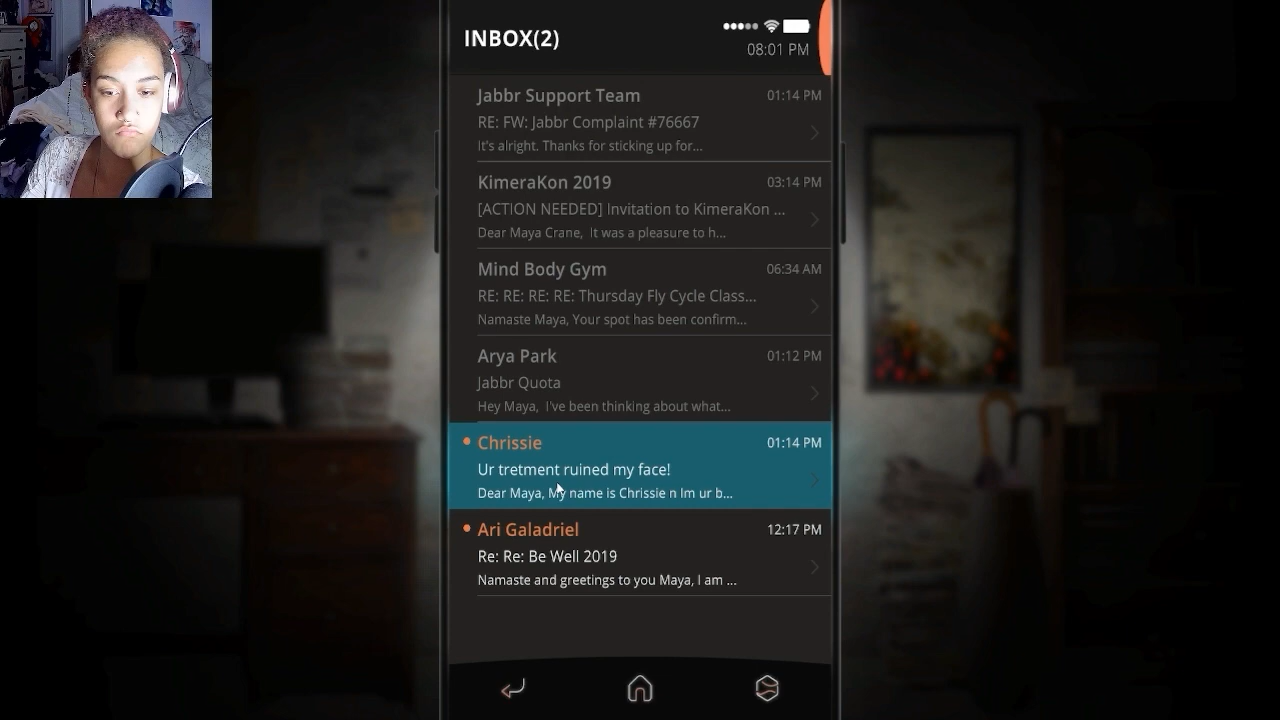 INBOX(2)
08:01 PM
Jabbr Support Team 01:14 PM
RE: FW: Jabbr Complaint #76667
It's alright. Thanks for sticking up for...
KimeraKon 2019 03:14 PM
[ACTION NEEDED] Invitation to KimeraKon ...
Dear Maya Crane, It was a pleasure to h...
Mind Body Gym 06:34 AM
RE: RE: RE: RE: Thursday Fly Cycle Class...
Namaste Maya, Your spot has been confirm...
Arya Park 01:12 PM
Jabbr Quota
Hey Maya, I've been thinking about what...
Chrissie 01:14 PM
Ur tretment ruined my face!
Dear Maya, My name is Chrissie n Im ur b...
Ari Galadriel 12:17 PM
Re: Re: Be Well 2019
Namaste and greetings to you Maya, I am ...